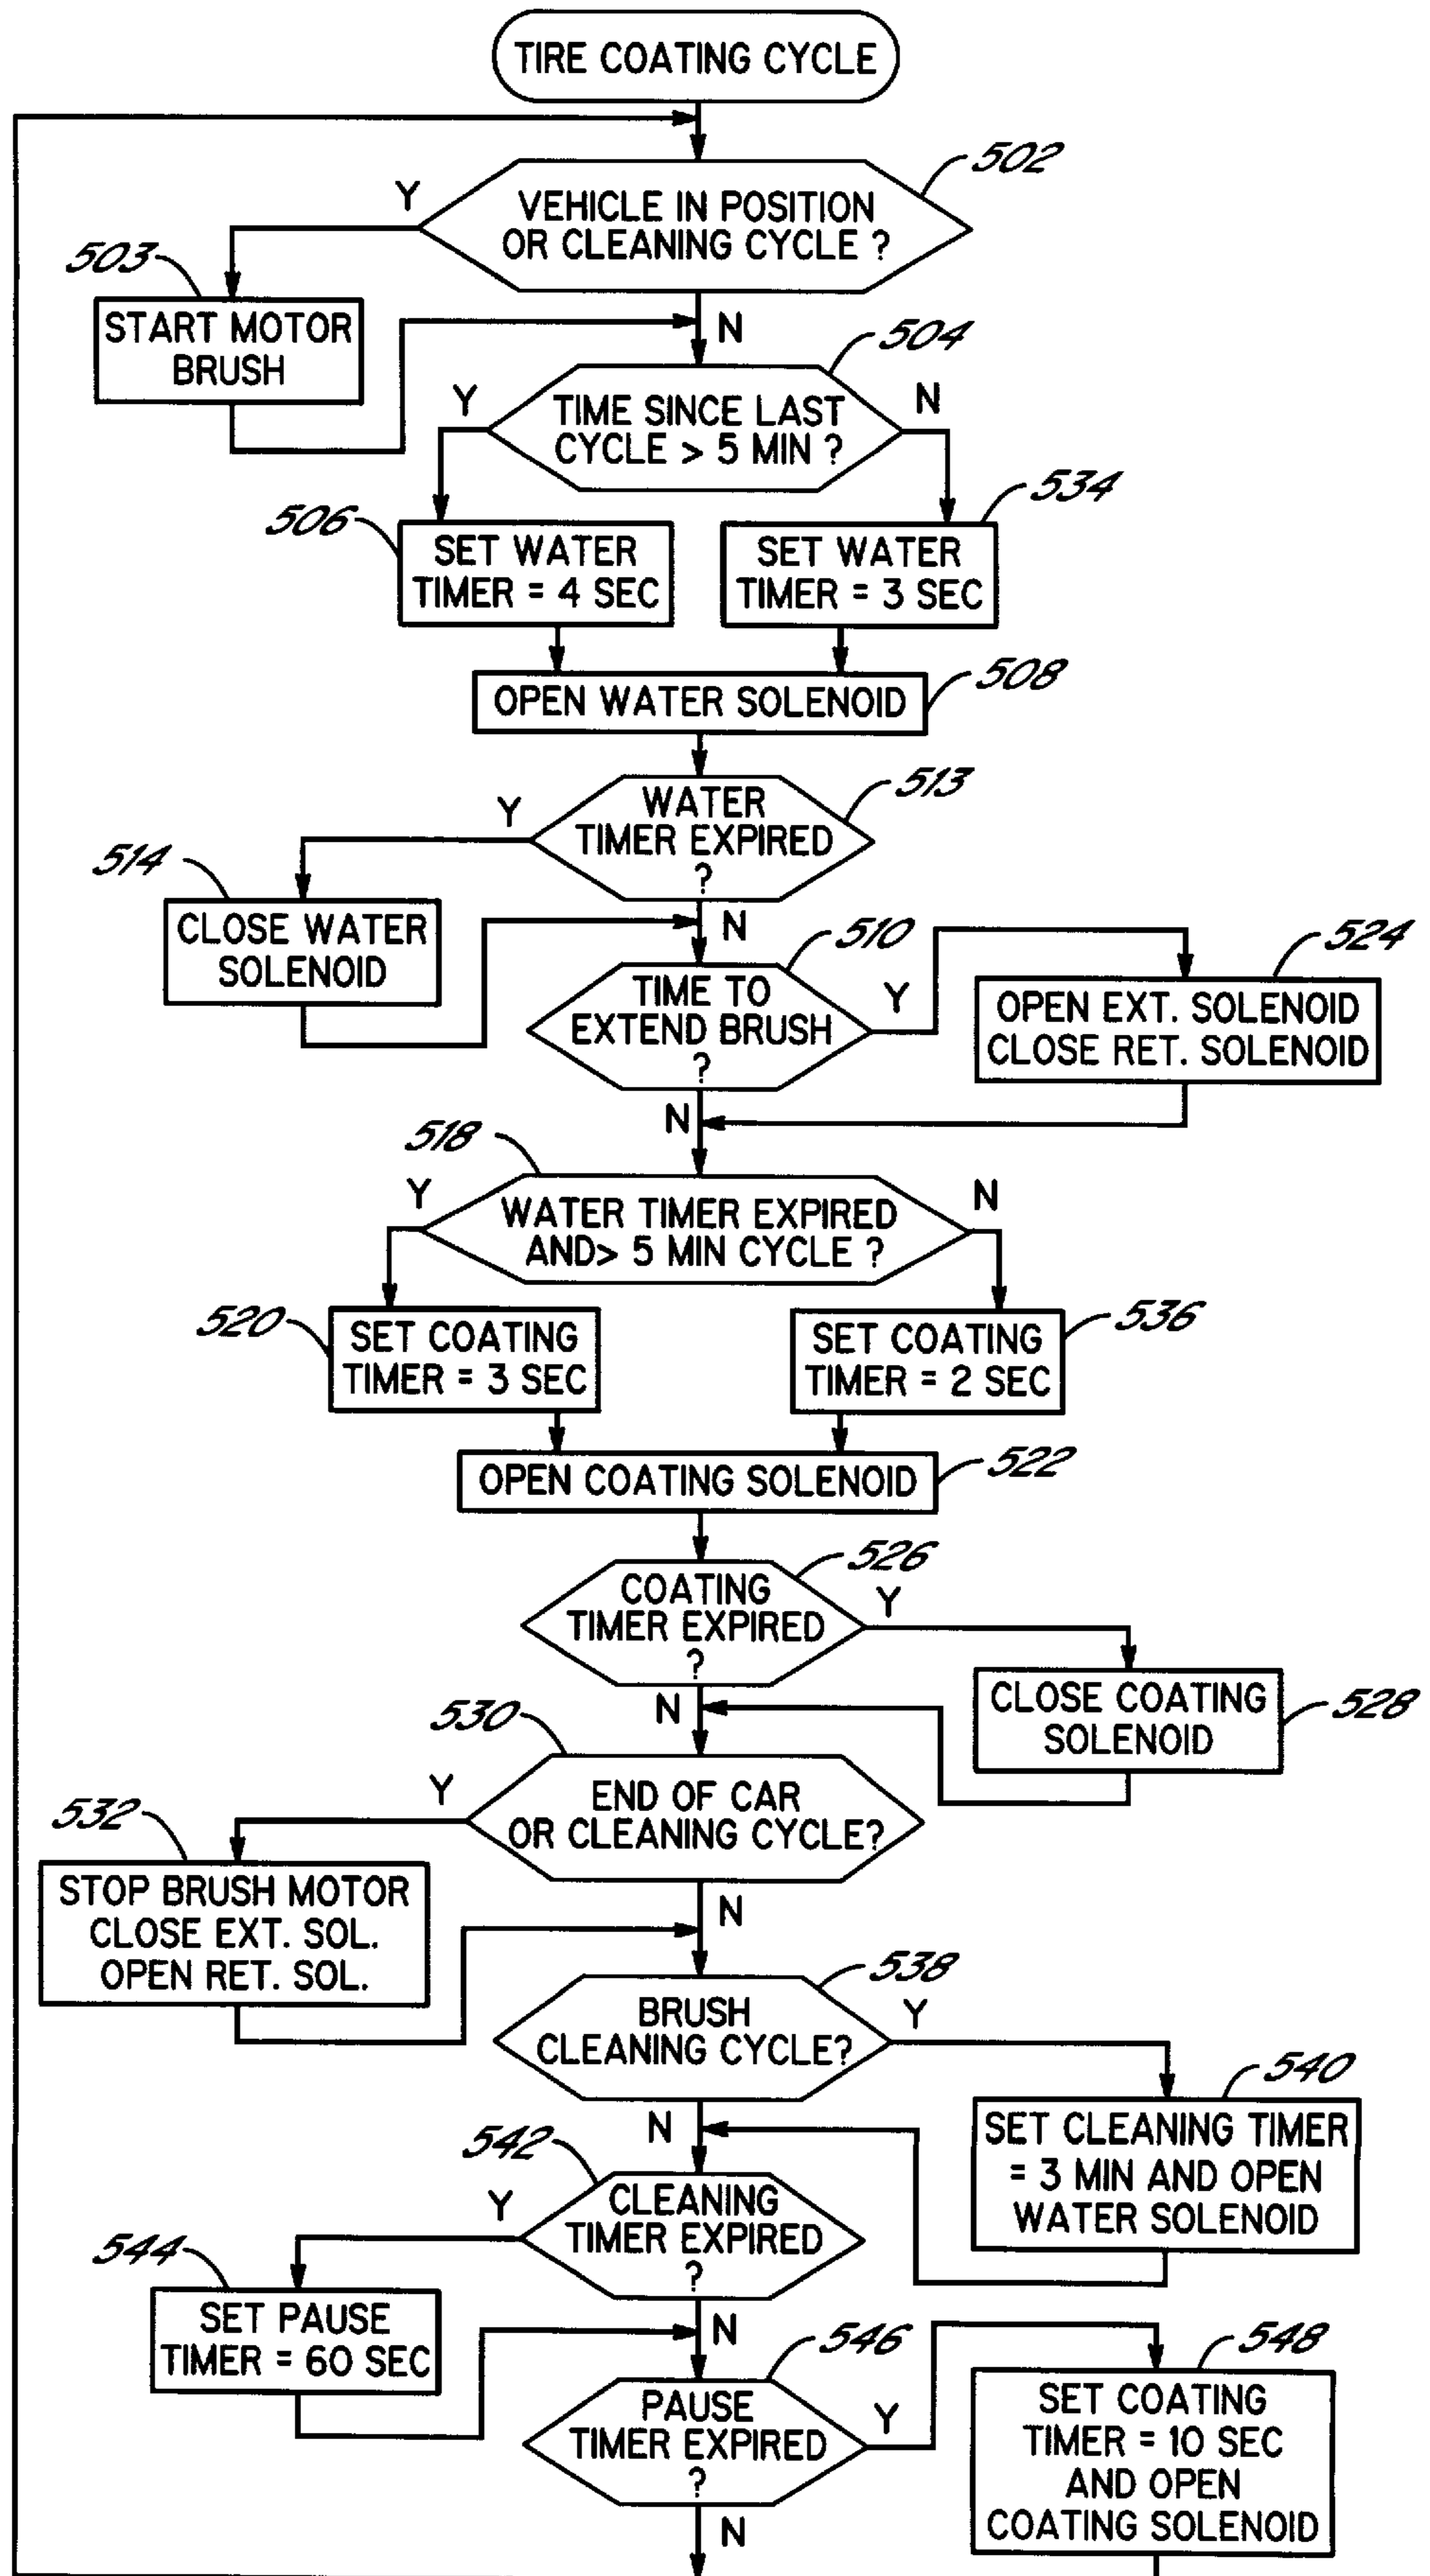 TIRE COATING CYCLE
502
Y
VEHICLE IN POSITION
OR CLEANING CYCLE ?
503
START MOTOR
BRUSH
N
504
Y
TIME SINCE LAST
CYCLE > 5 MIN ?
N
506
SET WATER
TIMER = 4 SEC
534
SET WATER
TIMER = 3 SEC
OPEN WATER SOLENOID
508
513
Y
WATER
TIMER EXPIRED
?
514
CLOSE WATER
SOLENOID
N
510
TIME TO
EXTEND BRUSH
?
Y
524
OPEN EXT. SOLENOID
CLOSE RET. SOLENOID
N
518
Y
WATER TIMER EXPIRED
AND> 5 MIN CYCLE ?
N
520
SET COATING
TIMER = 3 SEC
536
SET COATING
TIMER = 2 SEC
OPEN COATING SOLENOID
522
526
COATING
TIMER EXPIRED
?
Y
N
CLOSE COATING
SOLENOID
528
530
Y
END OF CAR
OR CLEANING CYCLE?
532
STOP BRUSH MOTOR
CLOSE EXT. SOL.
OPEN RET. SOL.
N
538
BRUSH
CLEANING CYCLE?
Y
540
SET CLEANING TIMER
= 3 MIN AND OPEN
WATER SOLENOID
N
542
Y
CLEANING
TIMER EXPIRED
?
544
SET PAUSE
TIMER = 60 SEC
N
546
PAUSE
TIMER EXPIRED
?
Y
548
SET COATING
TIMER = 10 SEC
AND OPEN
COATING SOLENOID
N